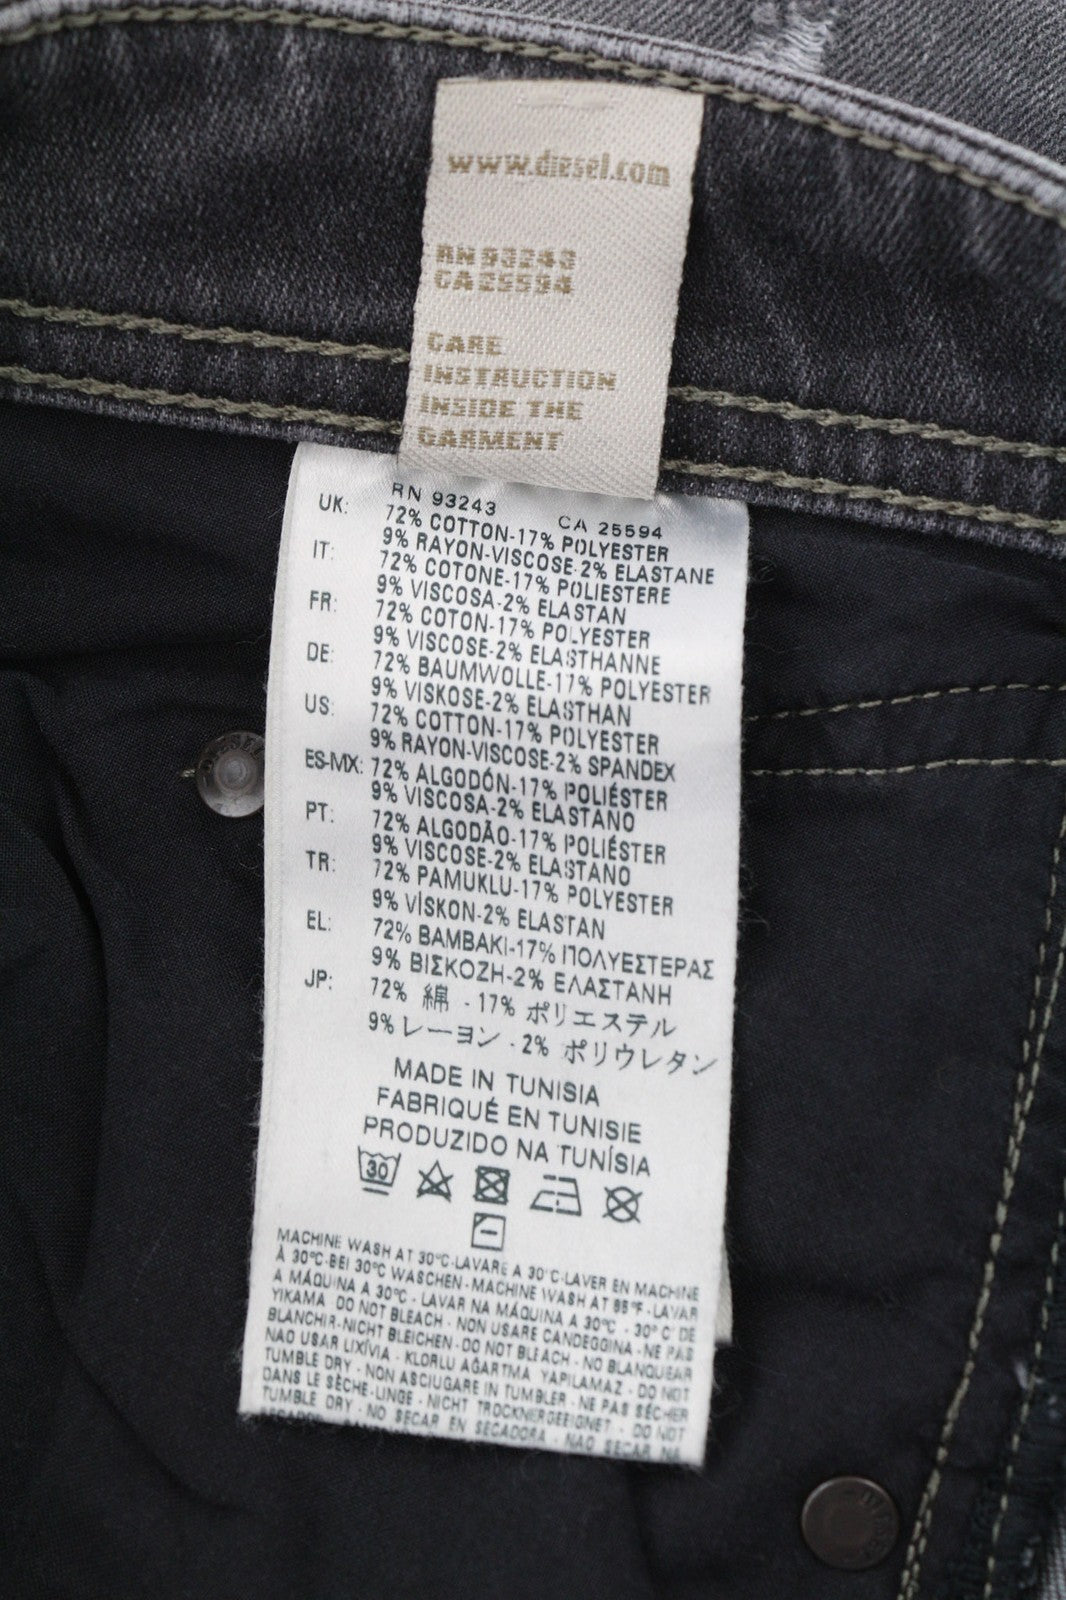 www.diesel.com
RN 93243
CA 25594
CARE
INSTRUCTION
INSIDE THE
GARMENT
RN 93243 CA 25594
UK: 72% COTTON-17% POLYESTER
9% RAYON-VISCOSE-2% ELASTANE
IT: 72% COTONE-17% POLIESTERE
9% VISCOSA-2% ELASTAN
FR: 72% COTON-17% POLYESTER
9% VISCOSE-2% ELASTHANNE
DE: 72% BAUMWOLLE-17% POLYESTER
9% VISKOSE-2% ELASTHAN
US: 72% COTTON-17% POLYESTER
9% RAYON-VISCOSE-2% SPANDEX
ES-MX: 72% ALGODÓN-17% POLIÉSTER
9% VISCOSA-2% ELASTANO
PT: 72% ALGODÃO-17% POLIÉSTER
9% VISCOSE-2% ELASTANO
TR: 72% PAMUKLU-17% POLYESTER
9% VİSKON-2% ELASTAN
EL: 72% ΒΑΜΒΑΚΙ-17% ΠΟΛΥΕΣΤΕΡΑΣ
9% ΒΙΣΚΟΖΗ-2% ΕΛΑΣΤΑΝΗ
JP: 72% 綿 - 17% ポリエステル
9% レーヨン - 2% ポリウレタン
MADE IN TUNISIA
FABRIQUÉ EN TUNISIE
PRODUZIDO NA TUNÍSIA
30
MACHINE WASH AT 30°C-LAVARE A 30°C-LAVER EN MACHINE
À 30°C-BEI 30°C WASCHEN-MACHINE WASH AT 85°F-LAVAR
A MÁQUINA A 30°C - LAVAR NA MÁQUINA A 30°C - 30° C'DE
YIKAMA DO NOT BLEACH - NON USARE CANDEGGINA - NE PAS
BLANCHIR-NICHT BLEICHEN-DO NOT BLEACH - NO BLANQUEAR
NAO USAR LIXÍVIA - KLORLU AĞARTMA YAPILAMAZ - DO NOT
TUMBLE DRY - NON ASCIUGARE IN TUMBLER - NE PAS SÉCHER
DANS LE SÈCHE-LINGE - NICHT TROCKNERGEEIGNET - DO NOT
TUMBLE DRY - NO SECAR EN SECADORA - NAO SECAR NA
DIESEL